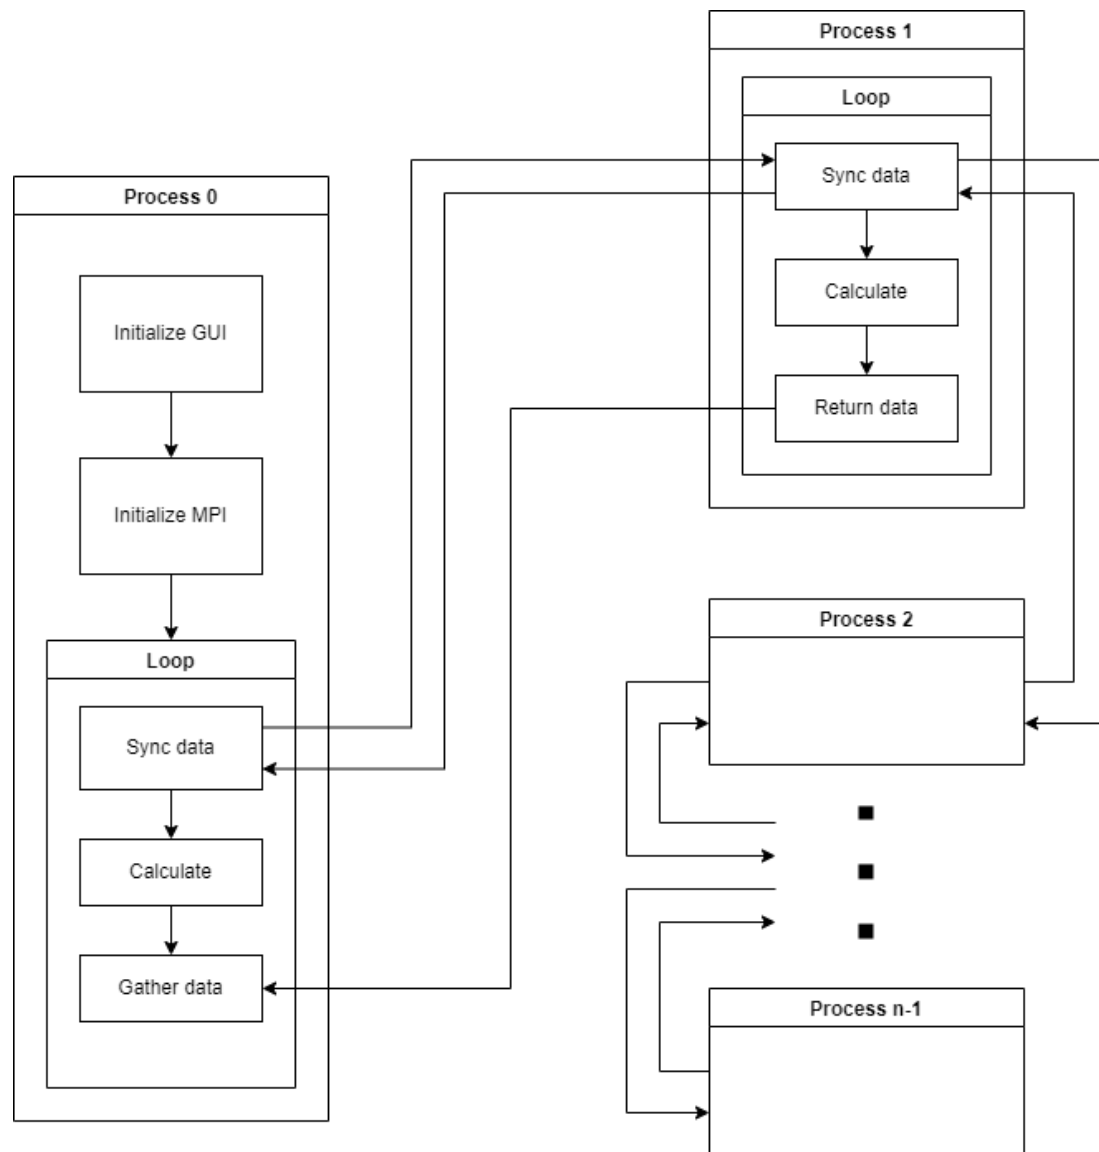 Process 0
Initialize GUI
Initialize MPI
Loop
Sync data
Calculate
Gather data
Process 1
Loop
Sync data
Calculate
Return data
Process 2
Process n-1